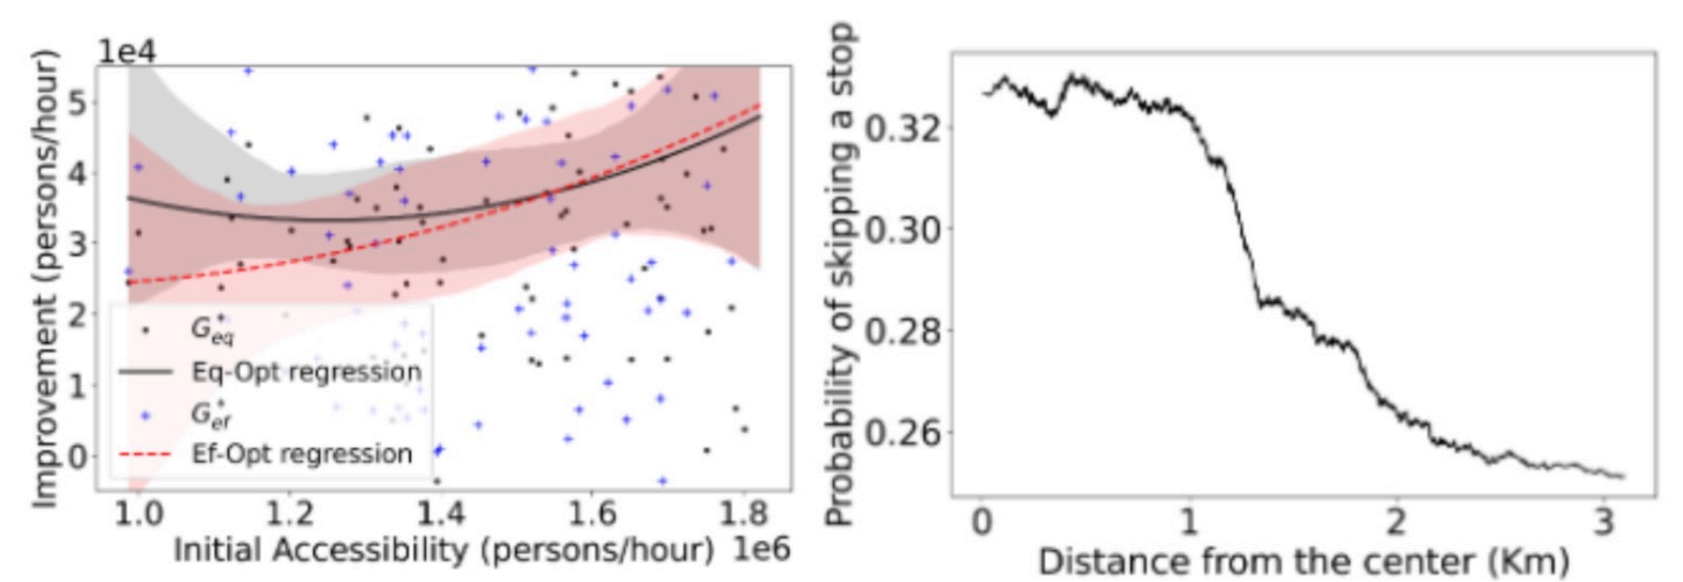 1e4
Improvement (persons/hour)
5
4
3
2
1
0
G*eq
Eq-Opt regression
G*ef
Ef-Opt regression
1.0 1.2 1.4 1.6 1.8
Initial Accessibility (persons/hour) 1e6
Probability of skipping a stop
0.32
0.30
0.28
0.26
0 1 2 3
Distance from the center (Km)